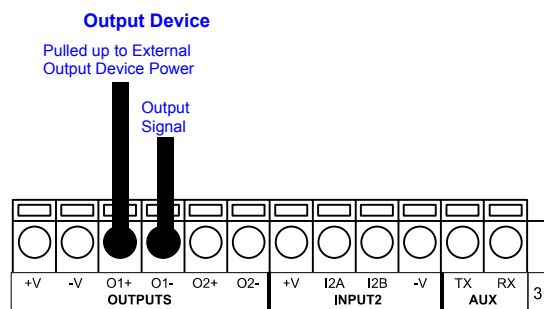 Output Device
Pulled up to External
Output Device Power
Output
Signal
+V -V O1+ O1- O2+ O2- +V I2A I2B -V TX RX
OUTPUTS INPUT2 AUX 3